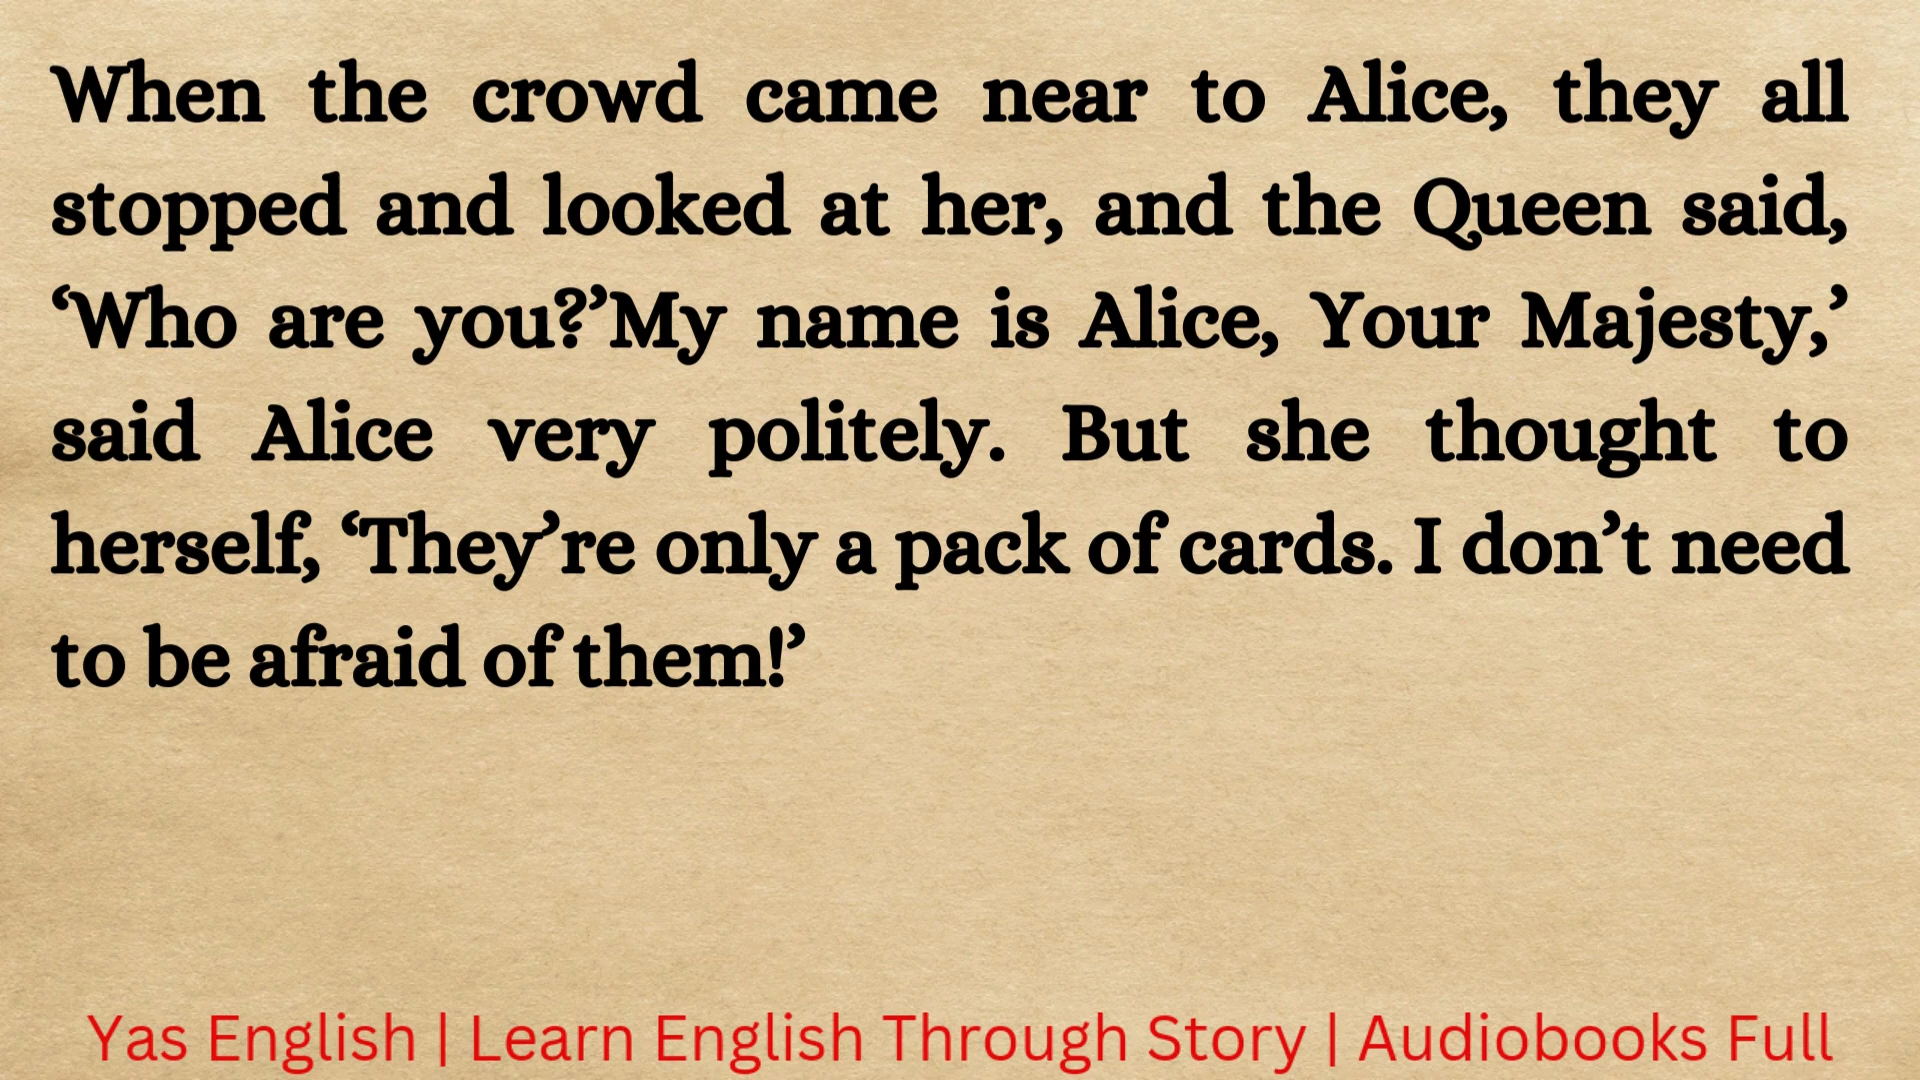 When the crowd came near to Alice, they all
stopped and looked at her, and the Queen said,
‘Who are you?’My name is Alice, Your Majesty,’
said Alice very politely. But she thought to
herself, ‘They’re only a pack of cards. I don’t need
to be afraid of them!’
Yas English | Learn English Through Story | Audiobooks Full